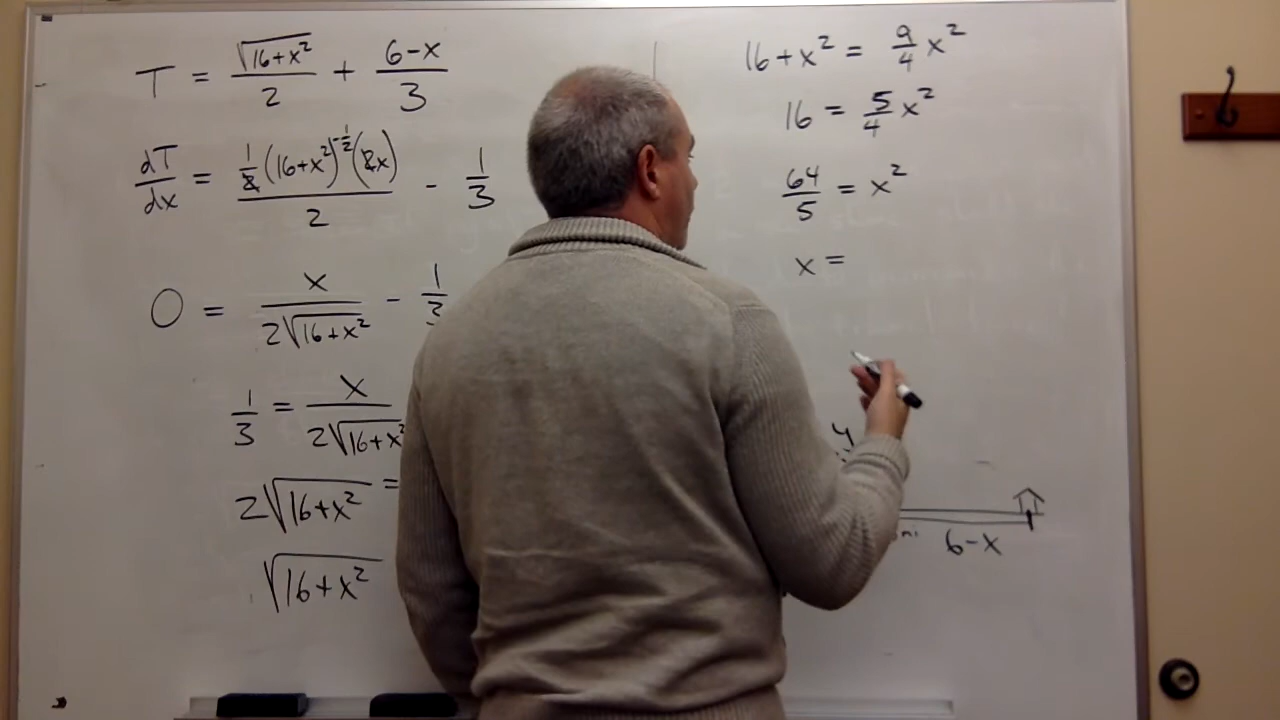 T = √(16+x²)/2 + (6-x)/3
dT/dx = (1/2(16+x²)^(-1/2)(2x))/2 - 1/3
0 = x/(2√(16+x²)) - 1/3
1/3 = x/(2√(16+x²))
2√(16+x²) =
√(16+x²)
16+x² = 9/4 x²
16 = 5/4 x²
64/5 = x²
x =
4
6-x